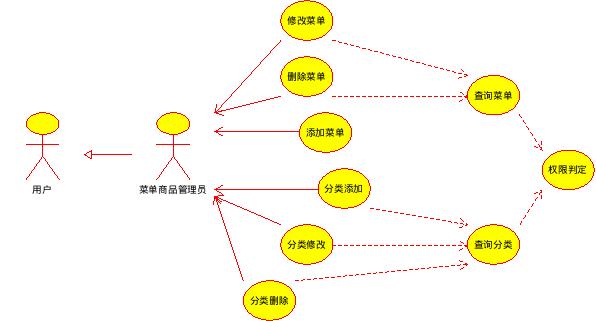 修改菜单
删除菜单
查询菜单
添加菜单
权限判定
用户
菜单商品管理员
分类添加
分类修改
查询分类
分类删除